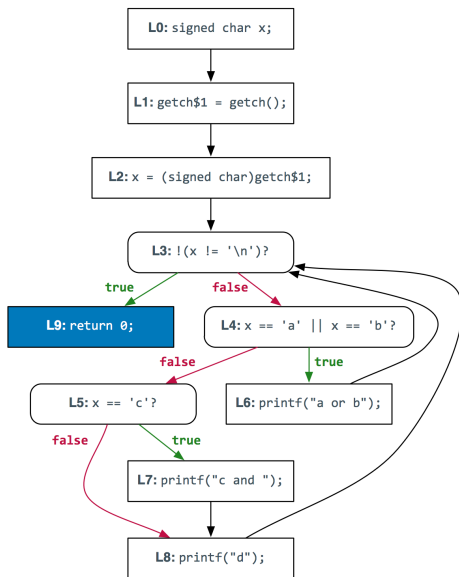 L0: signed char x;
L1: getch$1 = getch();
L2: x = (signed char)getch$1;
L3: !(x != '\n')?
true
false
L9: return 0;
L4: x == 'a' || x == 'b'?
false
true
L5: x == 'c'?
L6: printf("a or b");
false
true
L7: printf("c and ");
L8: printf("d");